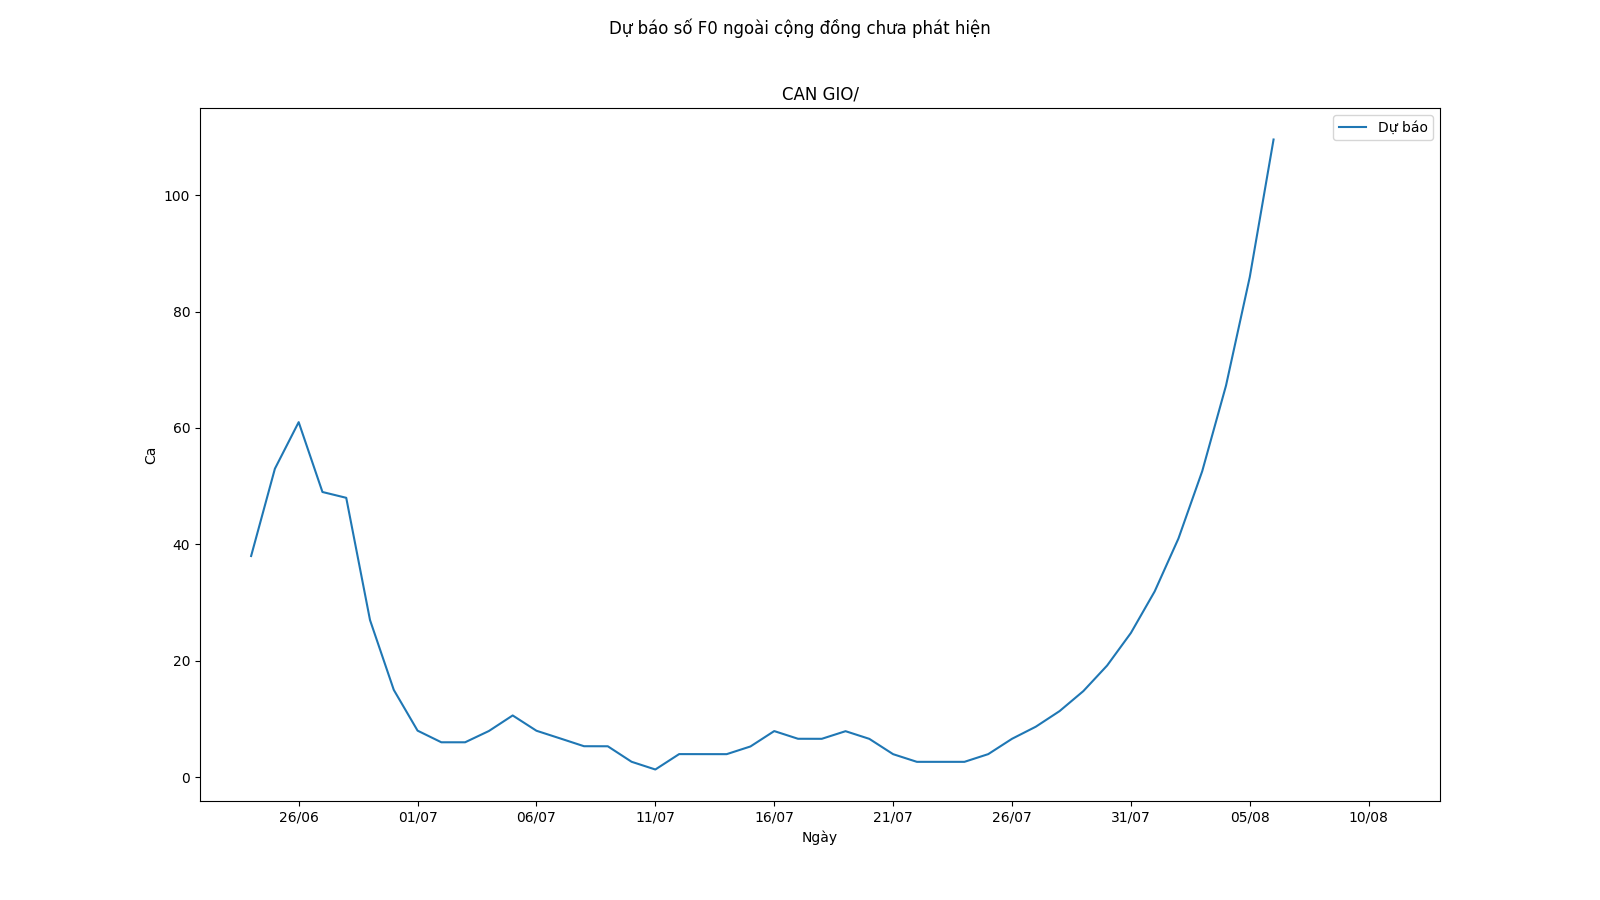 Dự báo số F0 ngoài cộng đồng chưa phát hiện
CAN GIO/
Dự báo
100
80
60
40
20
0
Ca
26/06 01/07 06/07 11/07 16/07 21/07 26/07 31/07 05/08 10/08
Ngày